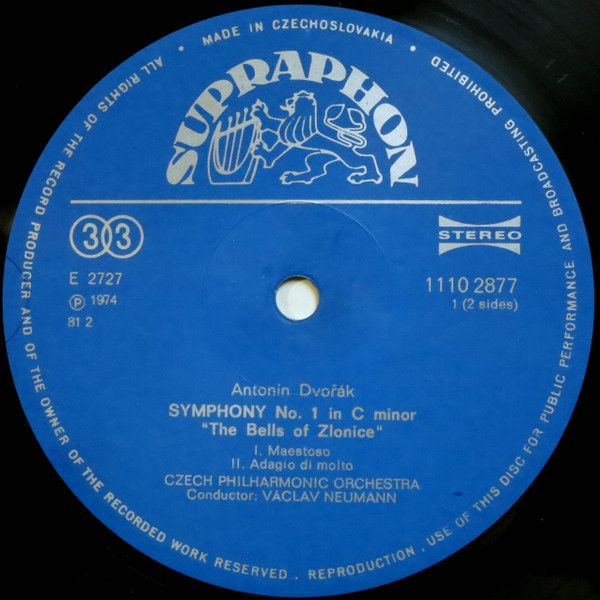 MADE IN CZECHOSLOVAKIA • ALL RIGHTS OF THE RECORD PRODUCER AND OF THE OWNER OF THE RECORDED WORK RESERVED . REPRODUCTION . USE OF THIS DISC FOR PUBLIC PERFORMANCE AND BROADCASTING PROHIBITED •
SUPRAPHON
33
STEREO
E 2727
1110 2877
Ⓟ 1974
1 (2 sides)
81 2
Antonín Dvořák
SYMPHONY No. 1 in C minor
"The Bells of Zlonice"
I. Maestoso
II. Adagio di molto
CZECH PHILHARMONIC ORCHESTRA
Conductor: VÁCLAV NEUMANN